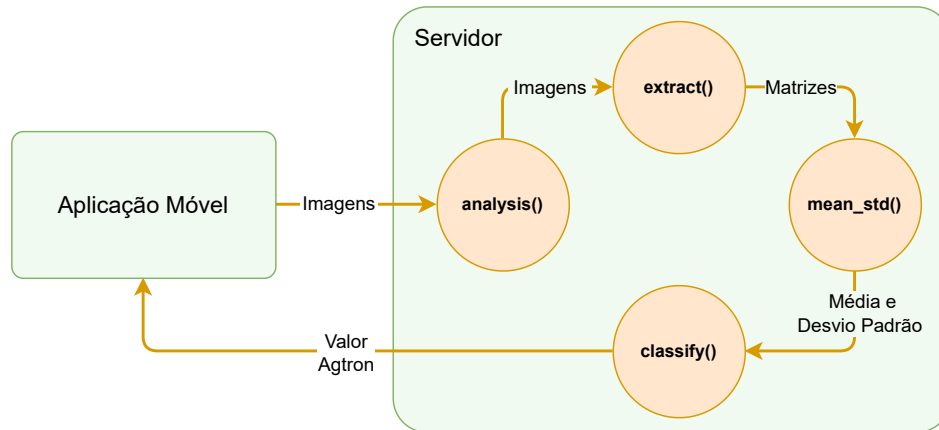 Servidor
Imagens
extract()
Matrizes
Aplicação Móvel
Imagens
analysis()
mean_std()
Média e
Desvio Padrão
Valor
Agtron
classify()